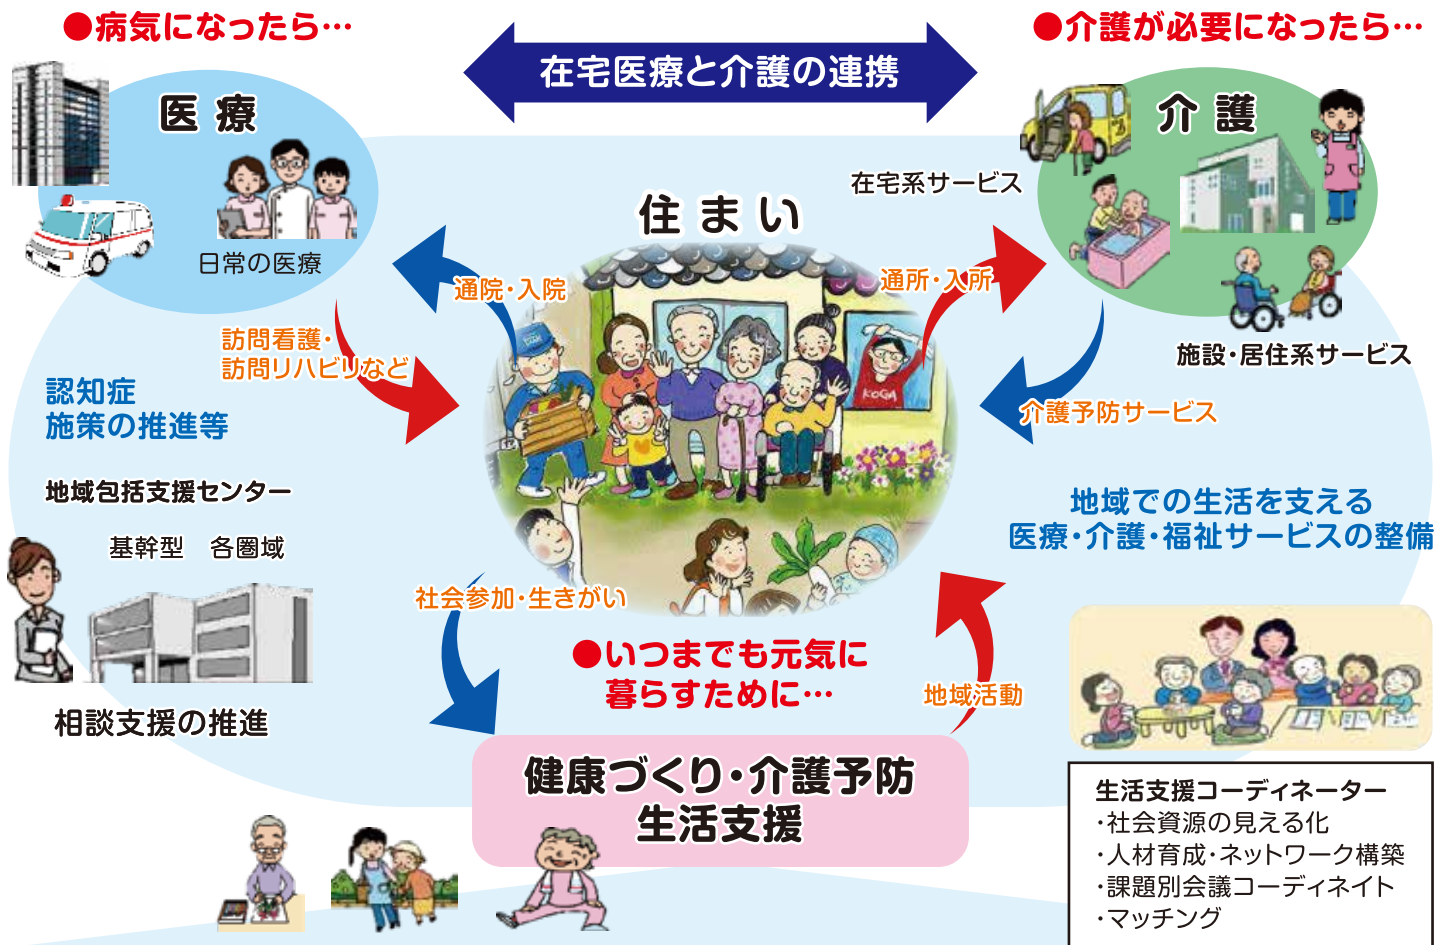 ●病気になったら…
●介護が必要になったら…
在宅医療と介護の連携
医療
介護
日常の医療
在宅系サービス
住まい
通院・入院
通所・入所
訪問看護・
訪問リハビリなど
施設・居住系サービス
KOGA
介護予防サービス
認知症
施策の推進等
地域包括支援センター
基幹型　各圏域
地域での生活を支える
医療・介護・福祉サービスの整備
社会参加・生きがい
●いつまでも元気に
暮らすために…
地域活動
相談支援の推進
健康づくり・介護予防
生活支援
生活支援コーディネーター
・社会資源の見える化
・人材育成・ネットワーク構築
・課題別会議コーディネイト
・マッチング